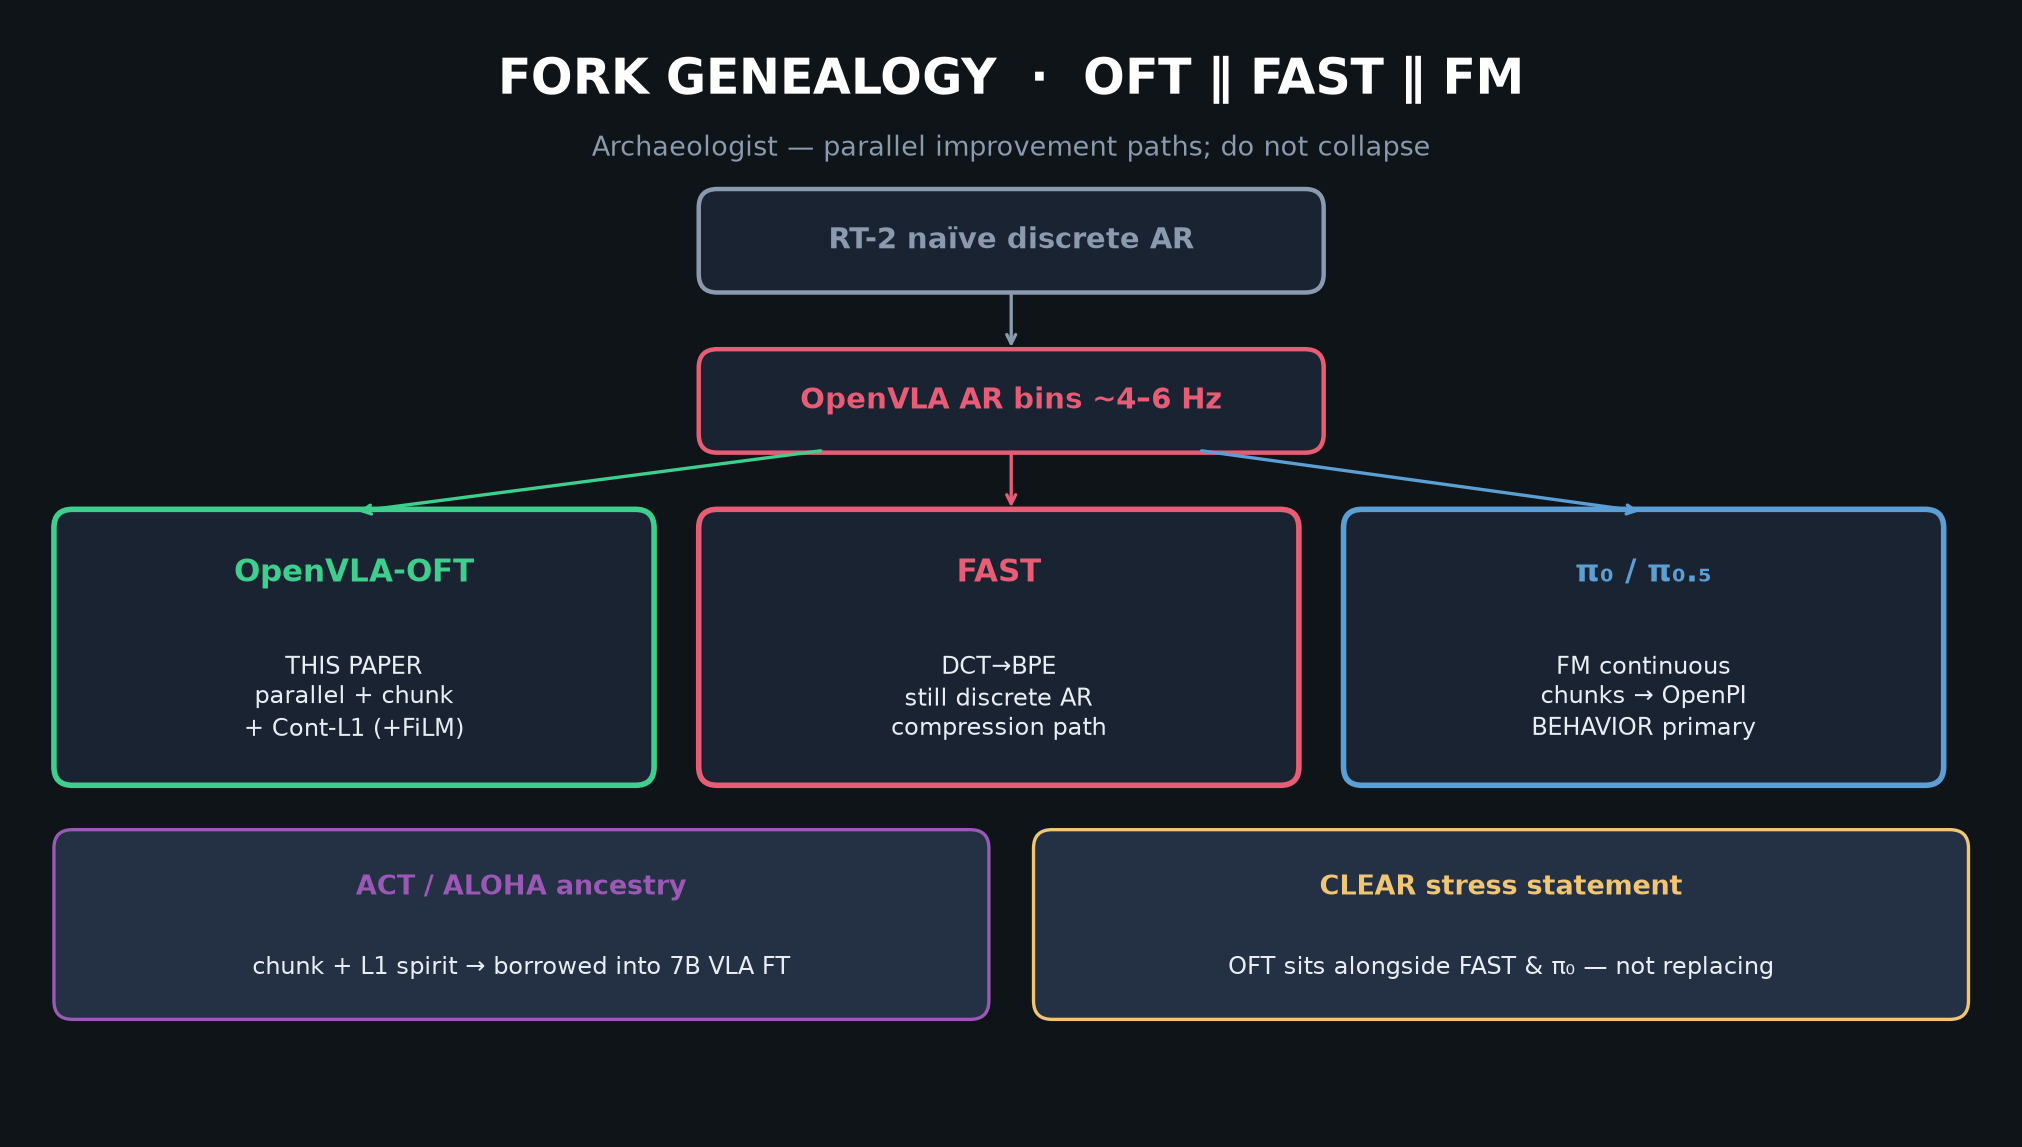 FORK GENEALOGY · OFT ∥ FAST ∥ FM
Archaeologist — parallel improvement paths; do not collapse
RT-2 naïve discrete AR
OpenVLA AR bins ~4–6 Hz
OpenVLA-OFT
THIS PAPER
parallel + chunk
+ Cont-L1 (+FiLM)
FAST
DCT→BPE
still discrete AR
compression path
π₀ / π₀.₅
FM continuous
chunks → OpenPI
BEHAVIOR primary
ACT / ALOHA ancestry
chunk + L1 spirit → borrowed into 7B VLA FT
CLEAR stress statement
OFT sits alongside FAST & π₀ — not replacing